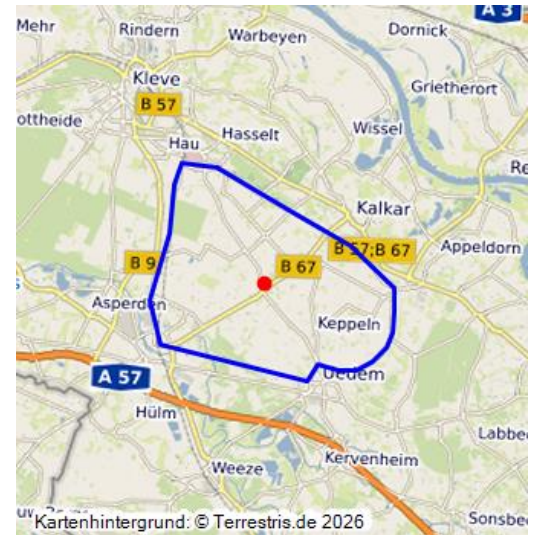 A 3
Mehr
Rindern
Dornick
Warbeyen
Kleve
Grietherort
B 57
ottheide
Hasselt
Wissel
Hau
Re
Kalkar
B 57;B 67
Appeldorn
B 9
B 67
Asperden
Keppeln
A 57
Uedem
Hülm
Labbe
Kervenheim
Weeze
Sonsbe
Kartenhintergrund: © Terrestris.de 2026